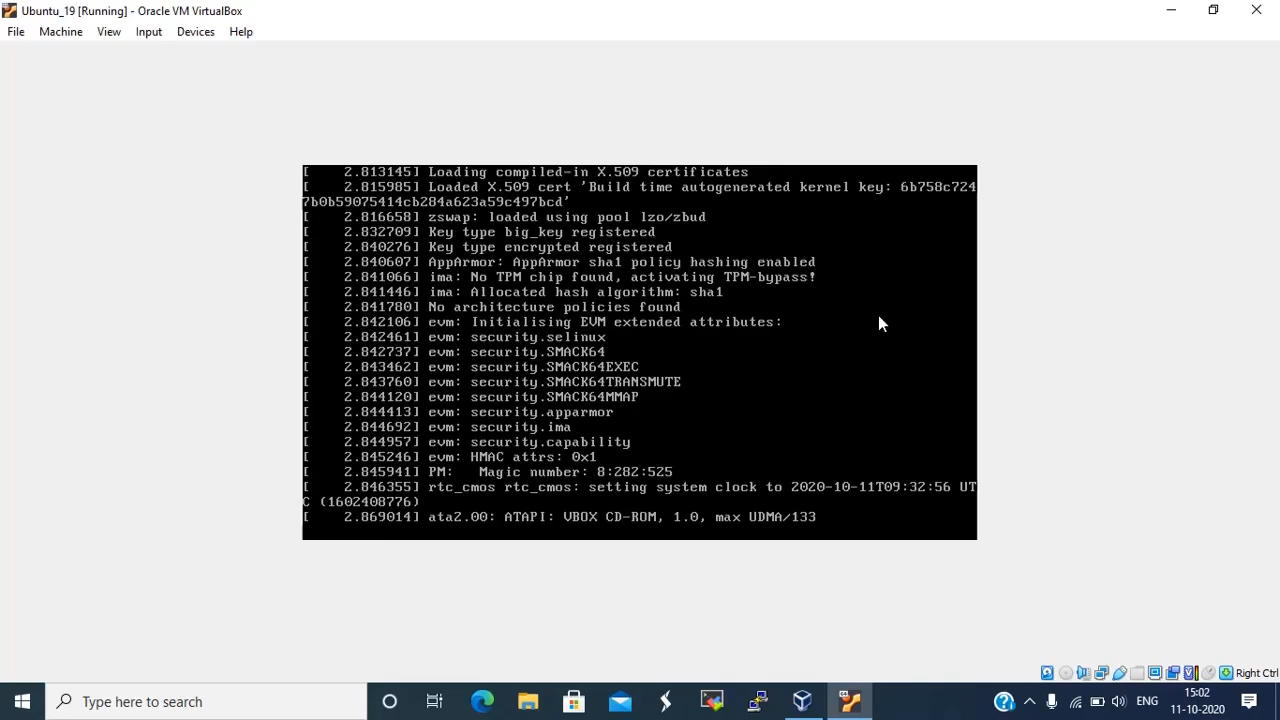 Ubuntu_19 [Running] - Oracle VM VirtualBox
File Machine View Input Devices Help
[    2.813145] Loading compiled-in X.509 certificates
[    2.815985] Loaded X.509 cert 'Build time autogenerated kernel key: 6b758c724
7b0b59075414cb284a623a59c497bcd'
[    2.816658] zswap: loaded using pool lzo/zbud
[    2.832709] Key type big_key registered
[    2.840276] Key type encrypted registered
[    2.840607] AppArmor: AppArmor sha1 policy hashing enabled
[    2.841066] ima: No TPM chip found, activating TPM-bypass!
[    2.841446] ima: Allocated hash algorithm: sha1
[    2.841780] No architecture policies found
[    2.842106] evm: Initialising EVM extended attributes:
[    2.842461] evm: security.selinux
[    2.842737] evm: security.SMACK64
[    2.843462] evm: security.SMACK64EXEC
[    2.843760] evm: security.SMACK64TRANSMUTE
[    2.844120] evm: security.SMACK64MMAP
[    2.844413] evm: security.apparmor
[    2.844692] evm: security.ima
[    2.844957] evm: security.capability
[    2.845246] evm: HMAC attrs: 0x1
[    2.845941] PM:   Magic number: 8:282:525
[    2.846355] rtc_cmos rtc_cmos: setting system clock to 2020-10-11T09:32:56 UT
C (1602408776)
[    2.869014] ata2.00: ATAPI: VBOX CD-ROM, 1.0, max UDMA/133
Right Ctrl
Type here to search
ENG
15:02
11-10-2020